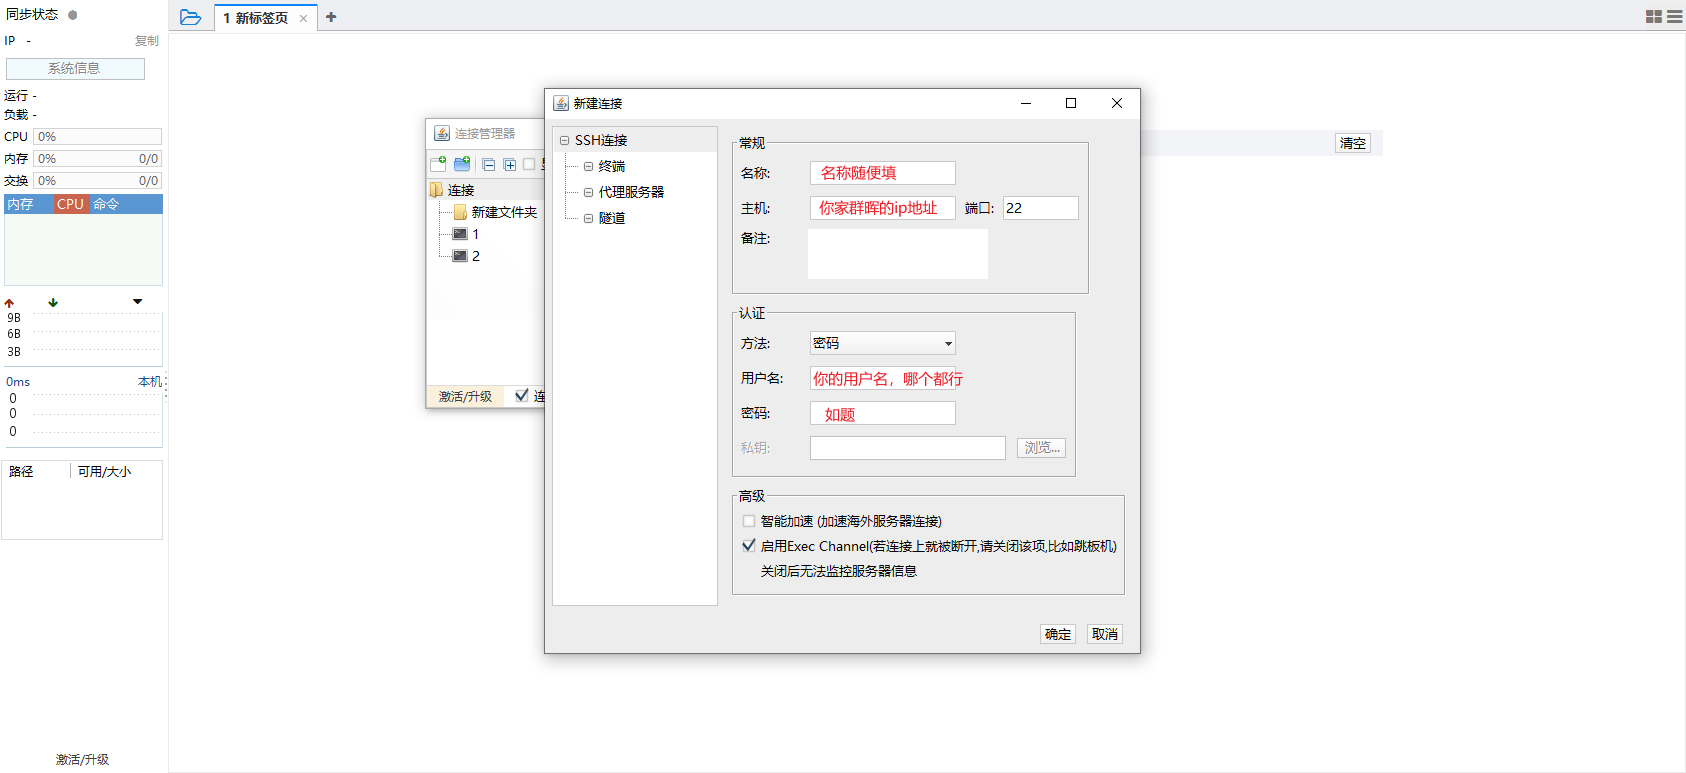 同步状态
IP -
复制
系统信息
运行 -
负载 -
CPU 0%
内存 0% 0/0
交换 0% 0/0
内存 CPU 命令
9B
6B
3B
0ms 本机
0
0
0
路径 可用/大小
激活/升级
1 新标签页
清空
连接管理器
连接
新建文件夹
1
2
激活/升级
连
新建连接
SSH连接
终端
代理服务器
隧道
常规
名称: 名称随便填
主机: 你家群晖的ip地址 端口: 22
备注:
认证
方法: 密码
用户名: 你的用户名，哪个都行
密码: 如题
私钥: 浏览...
高级
智能加速 (加速海外服务器连接)
启用Exec Channel(若连接上就被断开,请关闭该项,比如跳板机)
关闭后无法监控服务器信息
确定 取消